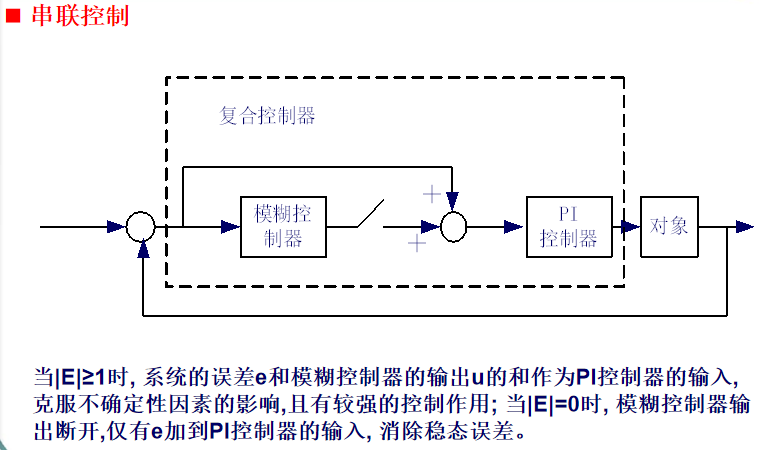 ■ 串联控制
复合控制器
+
模糊控
制器
+
PI
控制器
对象
当|E|≥1时, 系统的误差e和模糊控制器的输出u的和作为PI控制器的输入,
克服不确定性因素的影响,且有较强的控制作用; 当|E|=0时, 模糊控制器输
出断开,仅有e加到PI控制器的输入, 消除稳态误差。